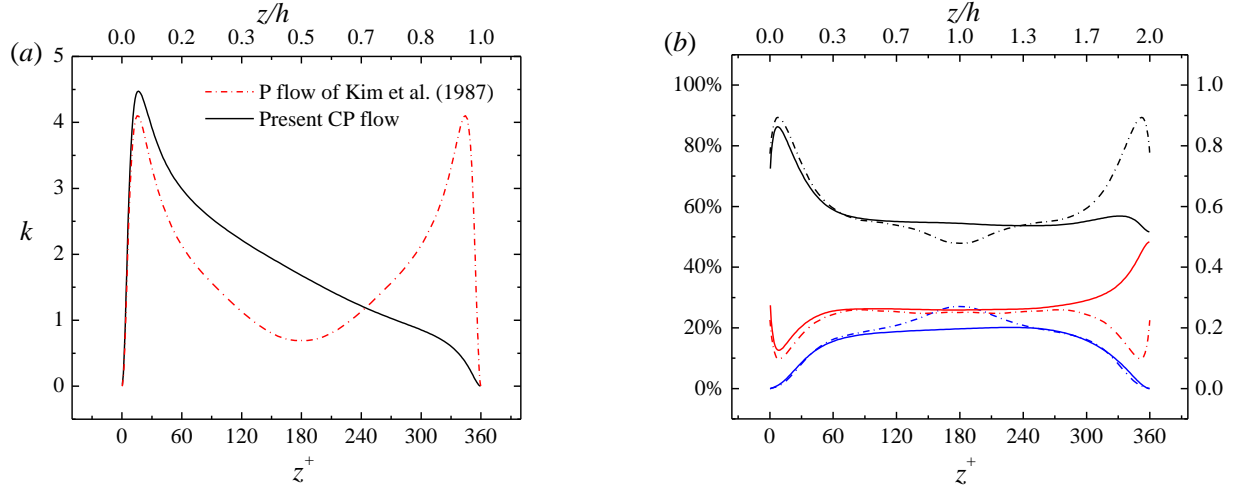 (a)
z/h
0.0 0.2 0.3 0.5 0.7 0.8 1.0
5
4
3
2
1
0
k
P flow of Kim et al. (1987)
Present CP flow
0 60 120 180 240 300 360
z+
(b)
z/h
0.0 0.3 0.7 1.0 1.3 1.7 2.0
100%
80%
60%
40%
20%
0%
1.0
0.8
0.6
0.4
0.2
0.0
0 60 120 180 240 300 360
z+